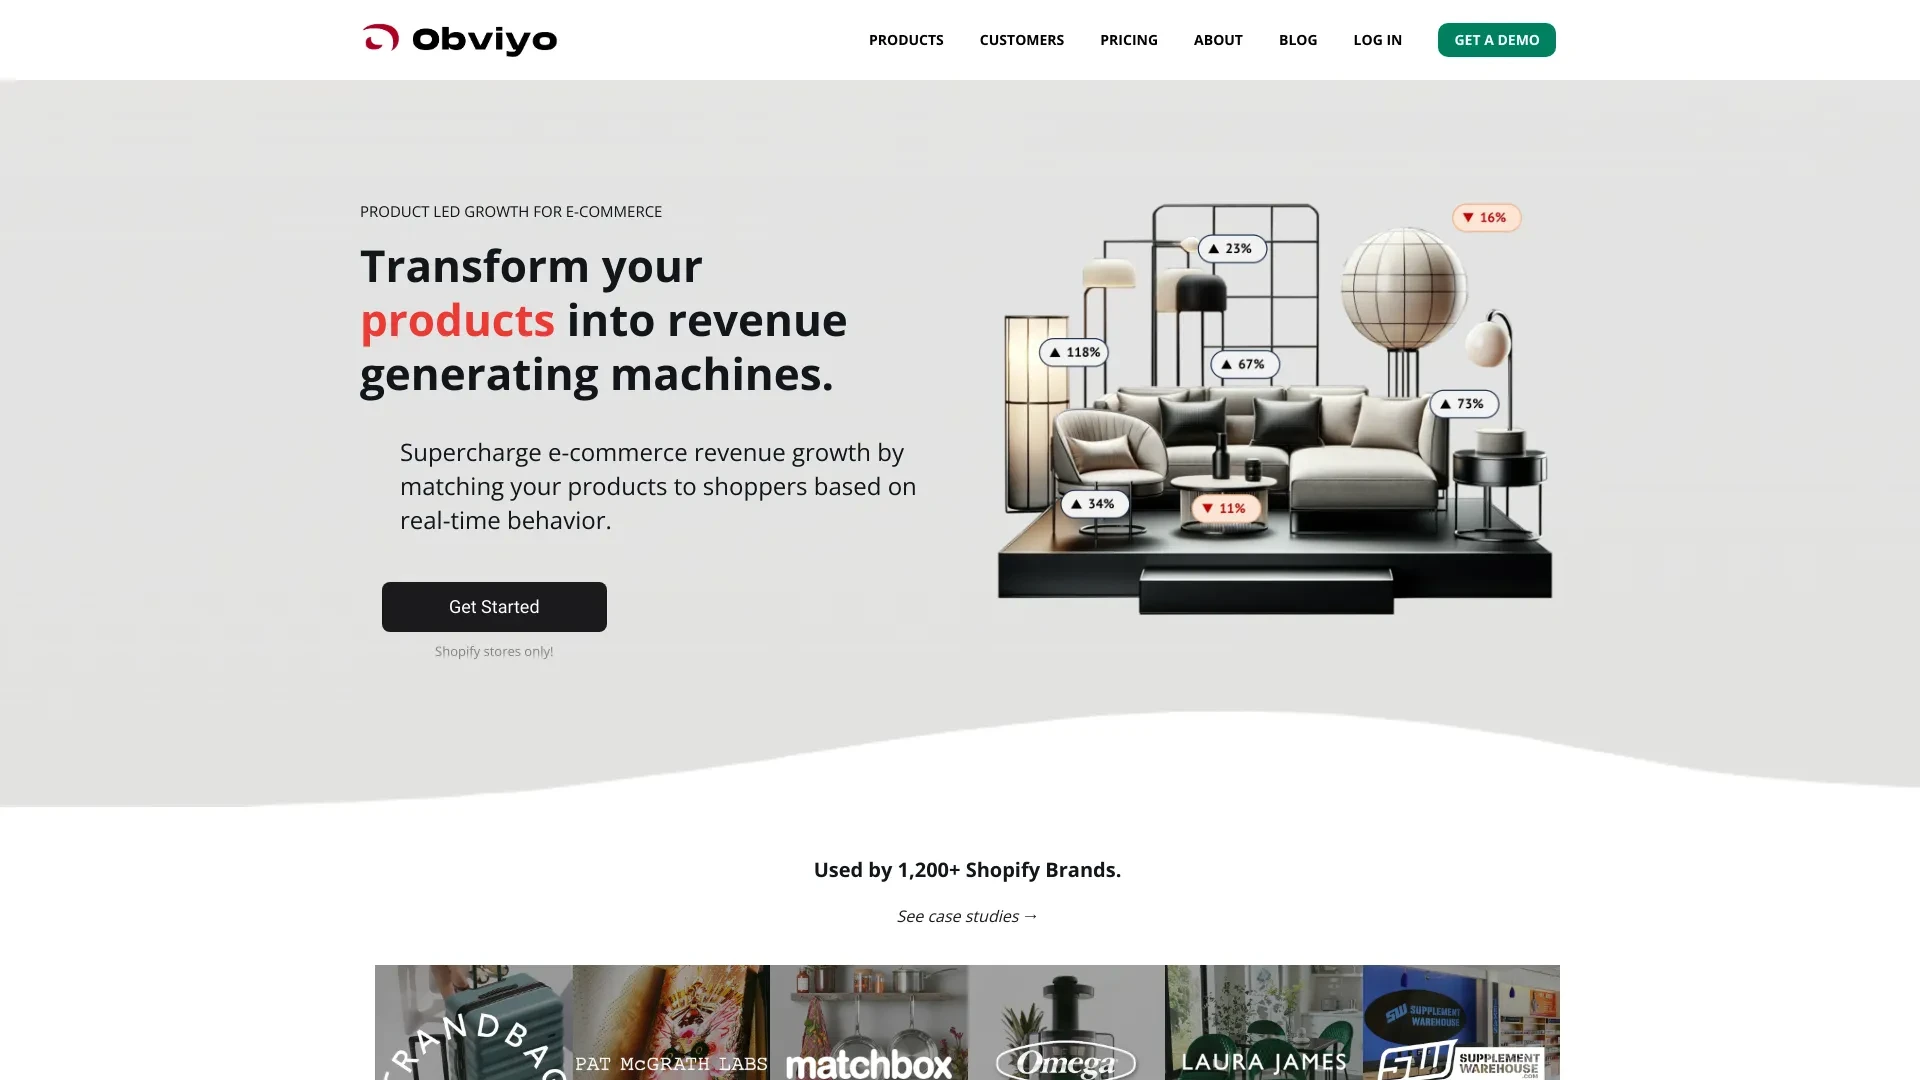 Obviyo
PRODUCTS
CUSTOMERS
PRICING
ABOUT
BLOG
LOG IN
GET A DEMO
PRODUCT LED GROWTH FOR E-COMMERCE
Transform your
products into revenue
generating machines.
Supercharge e-commerce revenue growth by
matching your products to shoppers based on
real-time behavior.
Get Started
Shopify stores only!
▼ 16%
▲ 23%
▲ 118%
▲ 67%
▲ 73%
▲ 34%
▼ 11%
Used by 1,200+ Shopify Brands.
See case studies →
TRANDBAG
PAT McGRATH LABS
matchbox
Omega
LAURA JAMES
SW SUPPLEMENT
WAREHOUSE
SW SUPPLEMENT
WAREHOUSE
.COM